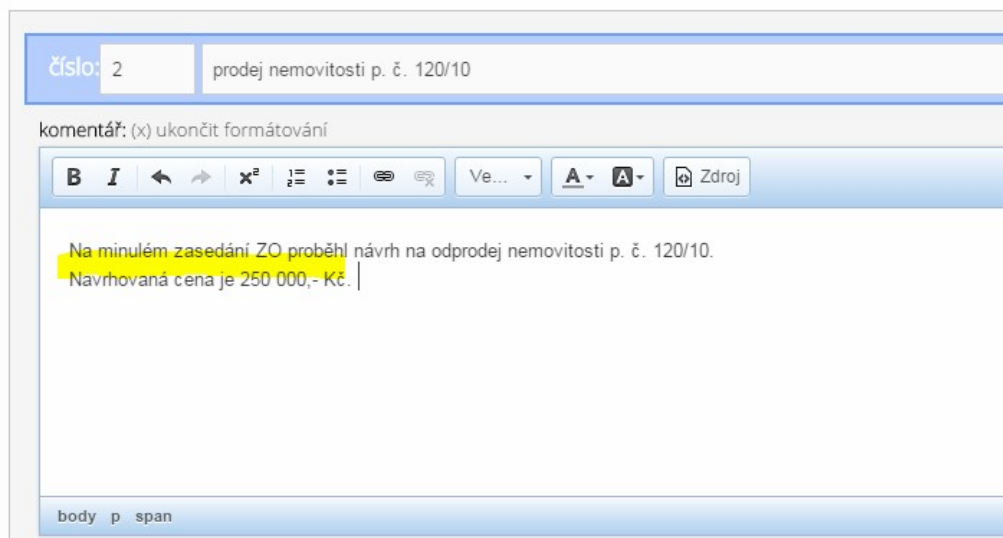 číslo: 2 prodej nemovitosti p. č. 120/10
komentář: (x) ukončit formátování
B I x² Ve... A A Zdroj
Na minulém zasedání ZO proběhl návrh na odprodej nemovitosti p. č. 120/10.
Navrhovaná cena je 250 000,- Kč.
body p span